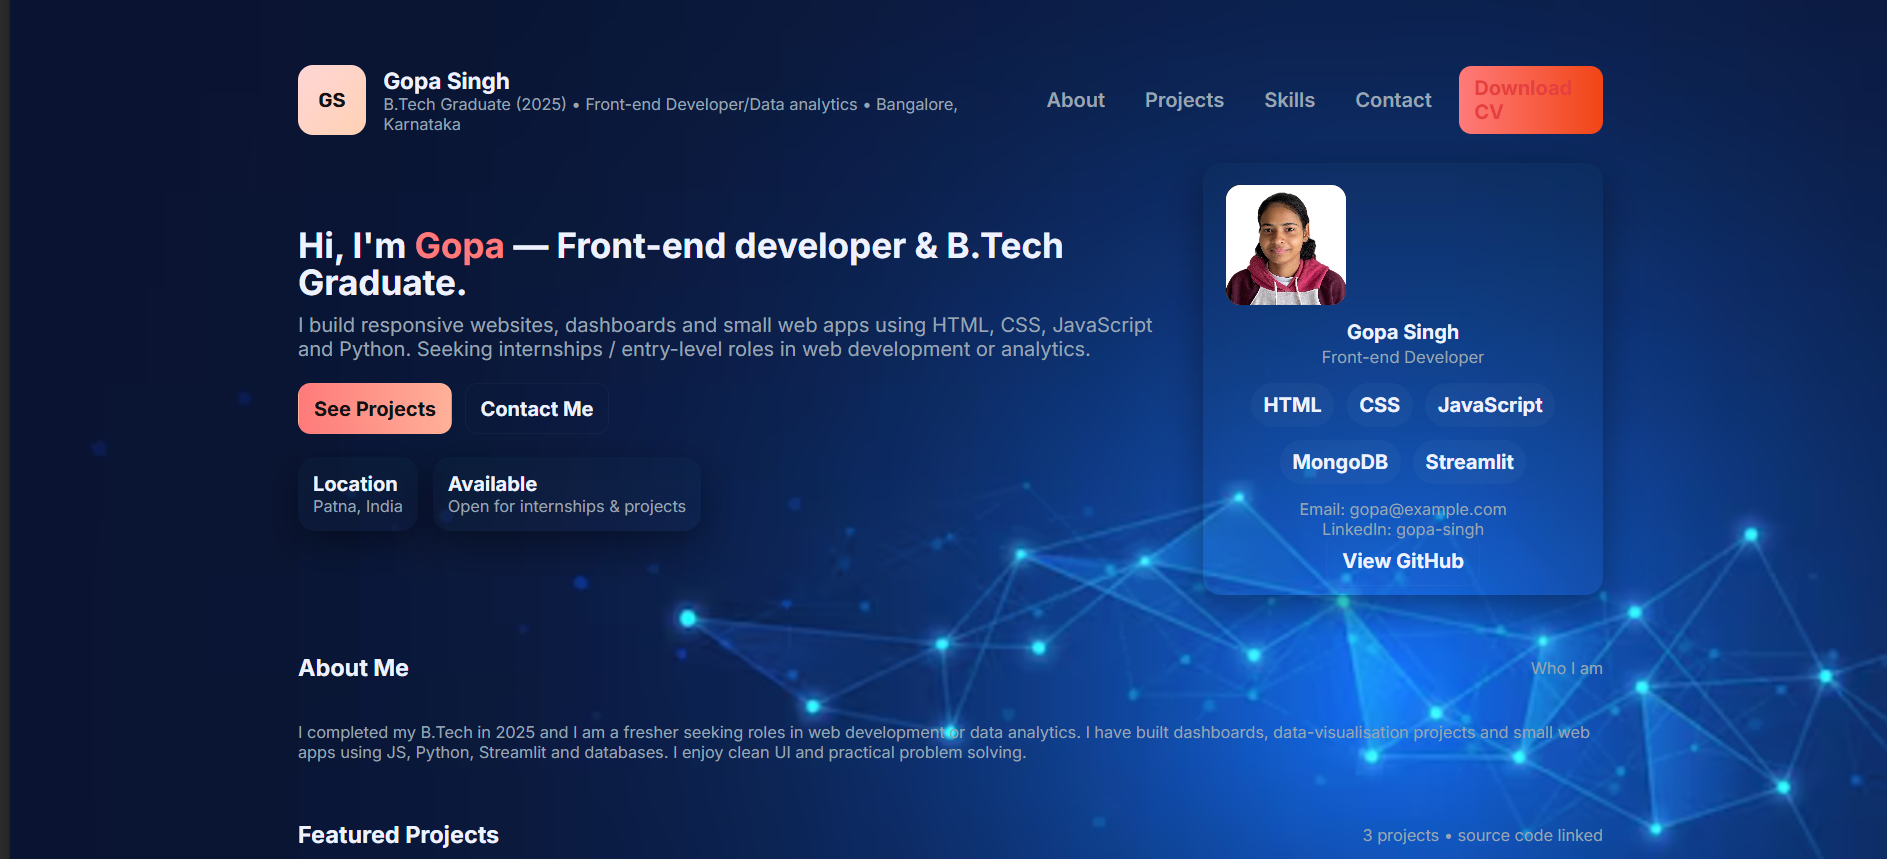 GS
Gopa Singh
B.Tech Graduate (2025) • Front-end Developer/Data analytics • Bangalore,
Karnataka
About
Projects
Skills
Contact
Download
CV
Hi, I'm Gopa — Front-end developer & B.Tech
Graduate.
I build responsive websites, dashboards and small web apps using HTML, CSS, JavaScript
and Python. Seeking internships / entry-level roles in web development or analytics.
See Projects
Contact Me
Location
Patna, India
Available
Open for internships & projects
Gopa Singh
Front-end Developer
HTML
CSS
JavaScript
MongoDB
Streamlit
Email: gopa@example.com
LinkedIn: gopa-singh
View GitHub
About Me
Who I am
I completed my B.Tech in 2025 and I am a fresher seeking roles in web development or data analytics. I have built dashboards, data-visualisation projects and small web
apps using JS, Python, Streamlit and databases. I enjoy clean UI and practical problem solving.
Featured Projects
3 projects • source code linked